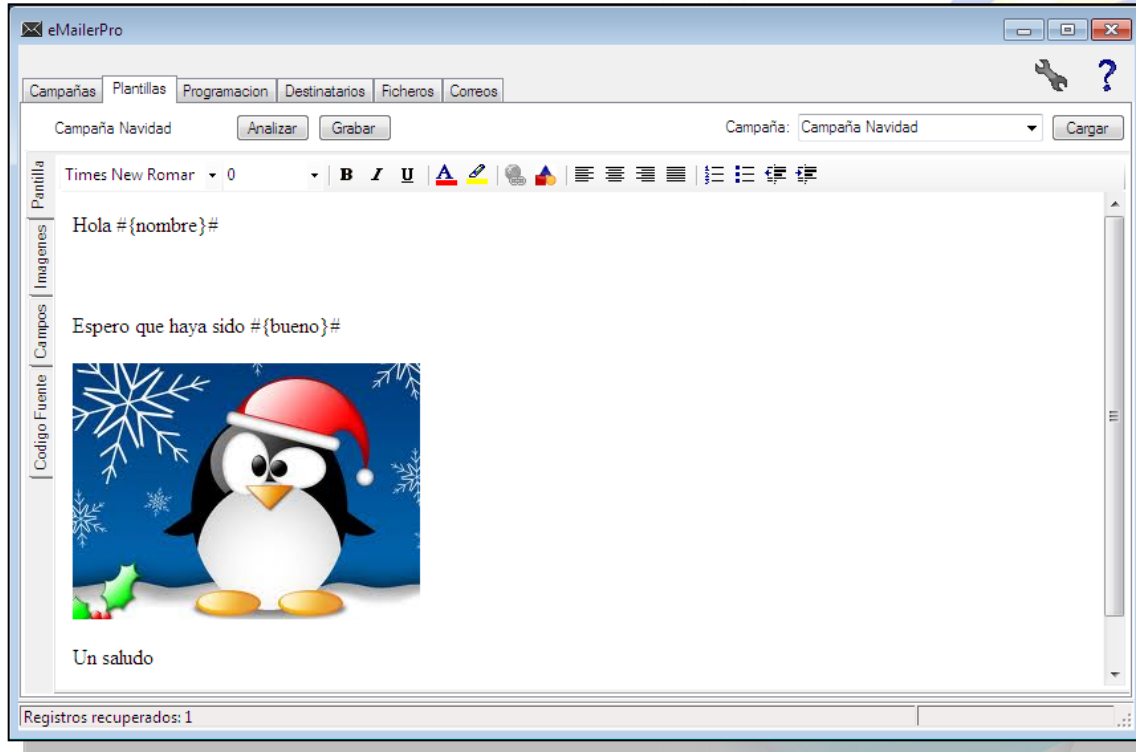 eMailerPro
Campañas Plantillas Programacion Destinatarios Ficheros Correos
Campaña Navidad Analizar Grabar Campaña: Campaña Navidad Cargar
Times New Romar 0 B I U A
Pantilla
Imagenes
Campos
Codigo Fuente
Hola #{nombre}#
Espero que haya sido #{bueno}#
Un saludo
Registros recuperados: 1